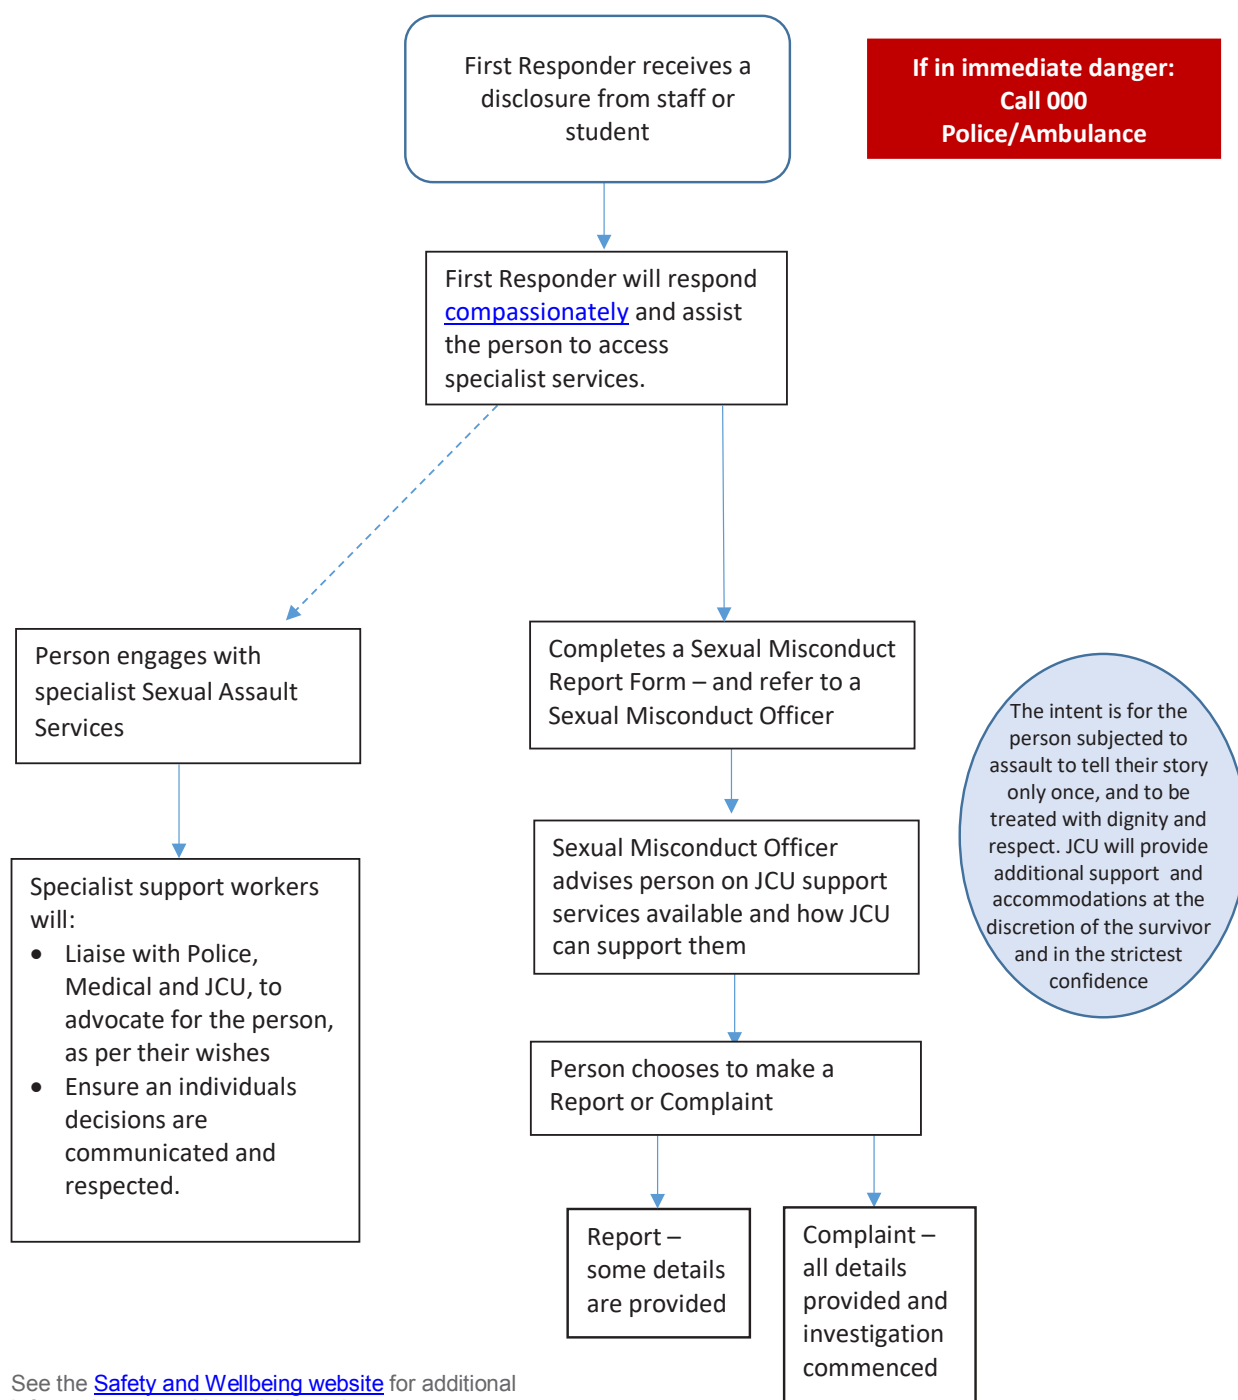 First Responder receives a
disclosure from staff or
student
If in immediate danger:
Call 000
Police/Ambulance
First Responder will respond
compassionately and assist
the person to access
specialist services.
Person engages with
specialist Sexual Assault
Services
Completes a Sexual Misconduct
Report Form – and refer to a
Sexual Misconduct Officer
The intent is for the
person subjected to
assault to tell their story
only once, and to be
treated with dignity and
respect. JCU will provide
additional support and
accommodations at the
discretion of the survivor
and in the strictest
confidence
Specialist support workers
will:
• Liaise with Police,
Medical and JCU, to
advocate for the person,
as per their wishes
• Ensure an individuals
decisions are
communicated and
respected.
Sexual Misconduct Officer
advises person on JCU support
services available and how JCU
can support them
Person chooses to make a
Report or Complaint
Report –
some details
are provided
Complaint –
all details
provided and
investigation
commenced
See the Safety and Wellbeing website for additional